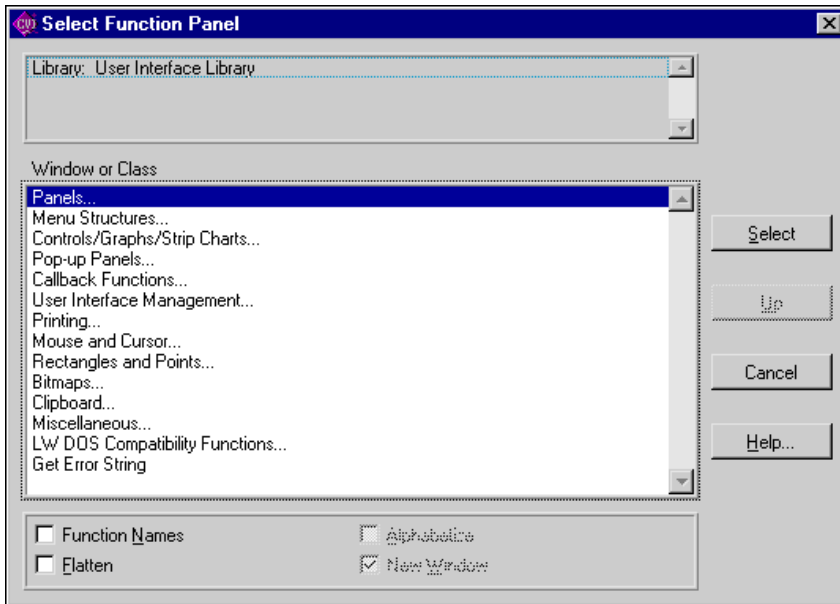 CVI Select Function Panel
Library: User Interface Library
Window or Class
Panels...
Menu Structures...
Controls/Graphs/Strip Charts...
Pop-up Panels...
Callback Functions...
User Interface Management...
Printing...
Mouse and Cursor...
Rectangles and Points...
Bitmaps...
Clipboard...
Miscellaneous...
LW DOS Compatibility Functions...
Get Error String
Select
Up
Cancel
Help...
Function Names
Alphabetize
Flatten
New Window